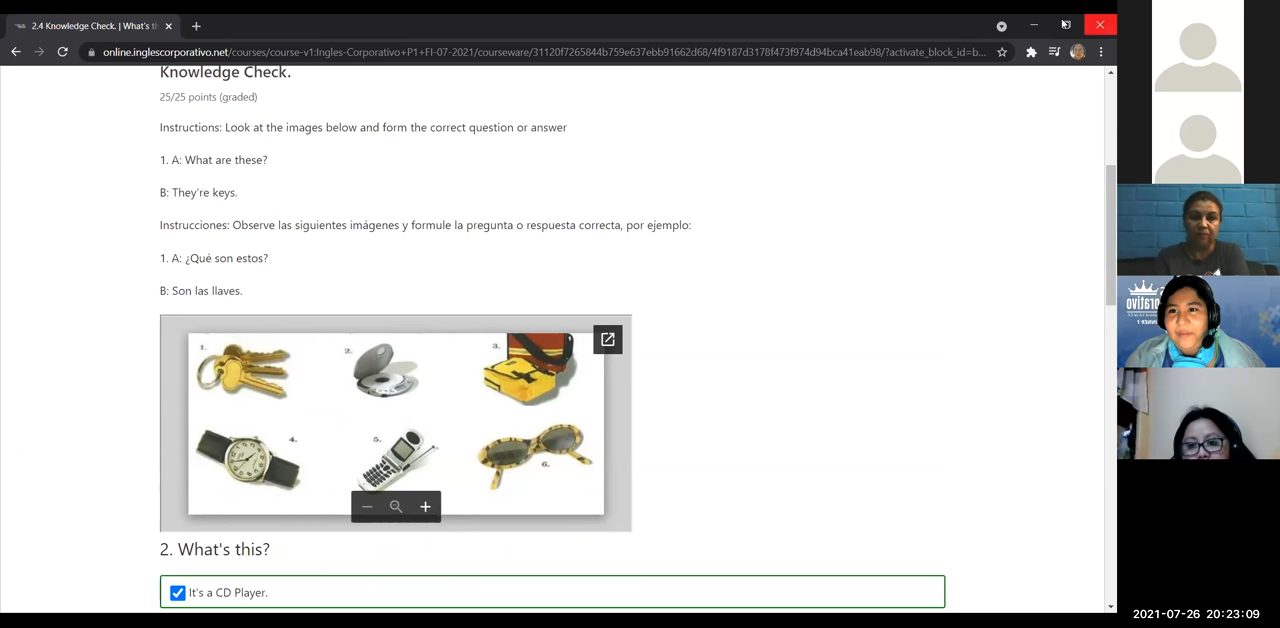 2.4 Knowledge Check. | What's th
online.inglescorporativo.net/courses/course-v1:Ingles-Corporativo+P1+FI-07-2021/courseware/31120f7265844b759e637ebb91662d68/4f9187d3178f473f974d94bca41eab98/?activate_block_id=b...
Knowledge Check.
25/25 points (graded)
Instructions: Look at the images below and form the correct question or answer
1. A: What are these?
B: They're keys.
Instrucciones: Observe las siguientes imágenes y formule la pregunta o respuesta correcta, por ejemplo:
1. A: ¿Qué son estos?
B: Son las llaves.
1.
2.
3.
4.
5.
6.
2. What's this?
It's a CD Player.
2021-07-26 20:23:09